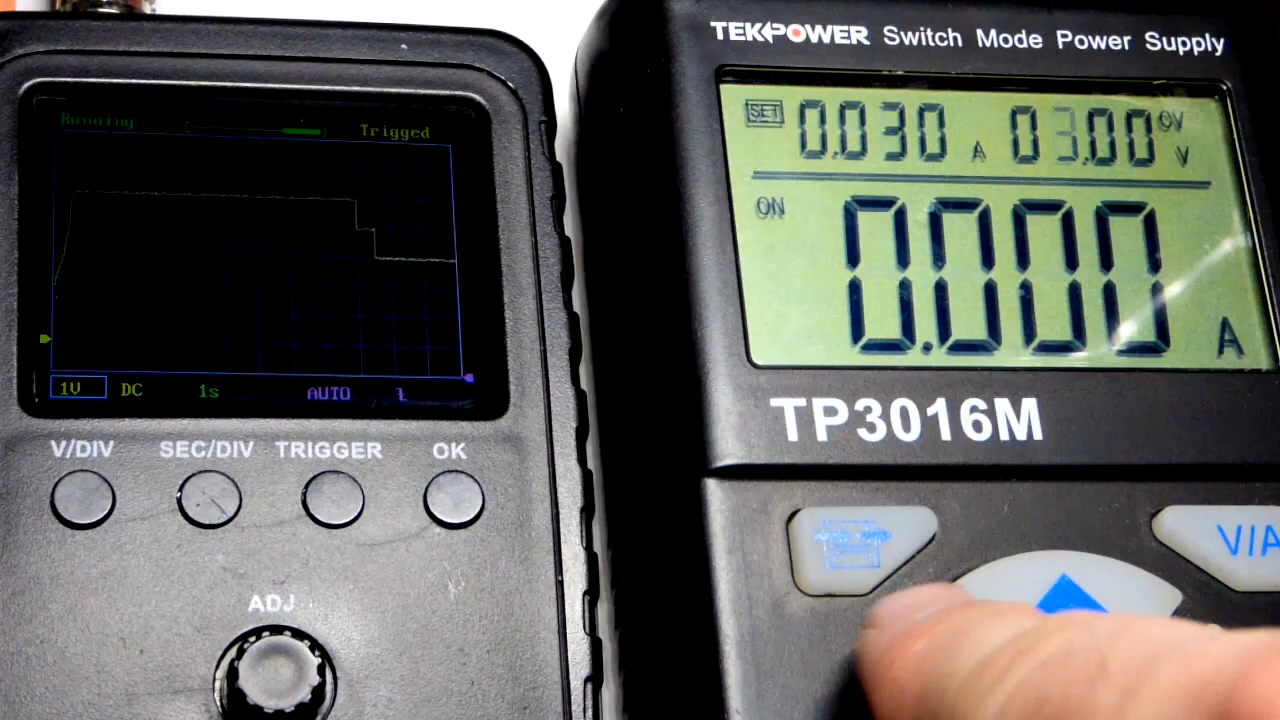 Running
Trigged
1V DC 1s AUTO
V/DIV SEC/DIV TRIGGER OK
ADJ
TEKPOWER Switch Mode Power Supply
SET 0.030 A 03.00 CV V
ON
0.000 A
TP3016M
V/A